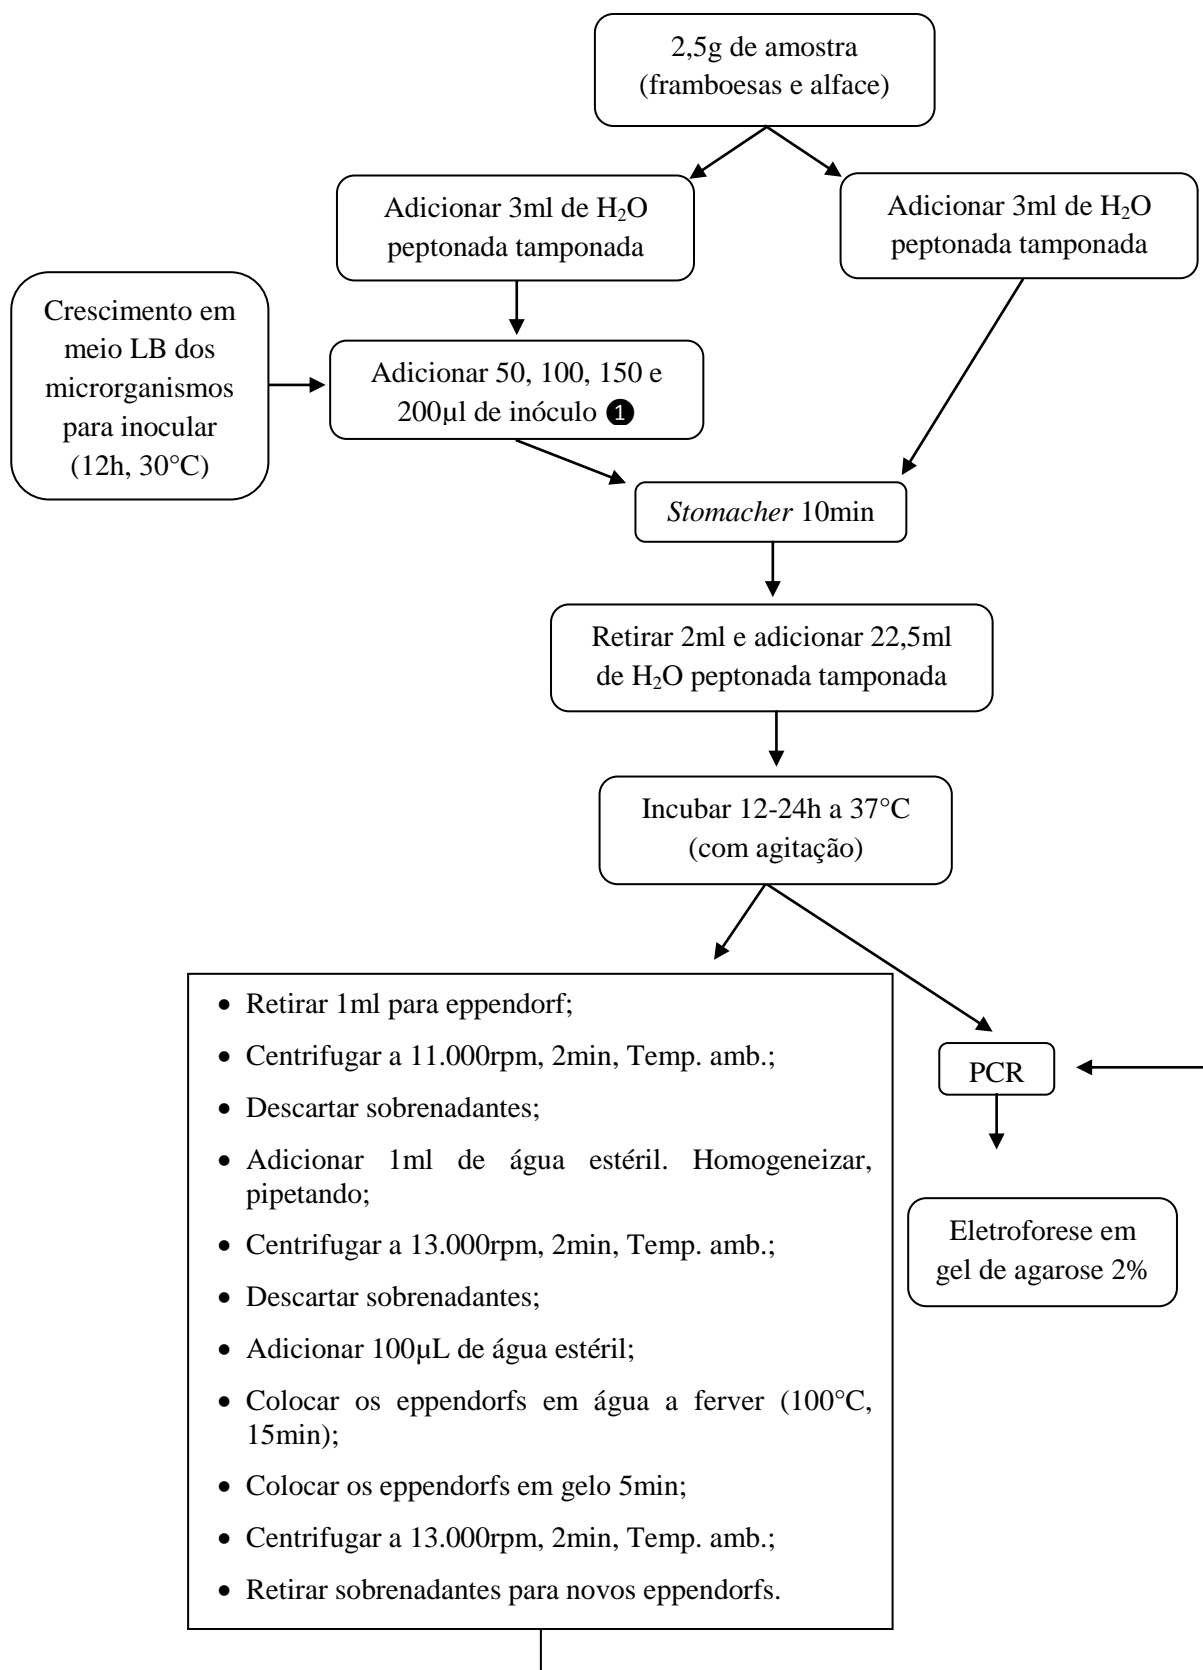 2,5g de amostra
(framboesas e alface)
Adicionar 3ml de H₂O
peptonada tamponada
Adicionar 3ml de H₂O
peptonada tamponada
Crescimento em
meio LB dos
microrganismos
para inocular
(12h, 30°C)
Adicionar 50, 100, 150 e
200µl de inóculo ❶
Stomacher 10min
Retirar 2ml e adicionar 22,5ml
de H₂O peptonada tamponada
Incubar 12-24h a 37°C
(com agitação)
• Retirar 1ml para eppendorf;
• Centrifugar a 11.000rpm, 2min, Temp. amb.;
• Descartar sobrenadantes;
• Adicionar 1ml de água estéril. Homogeneizar,
pipetando;
• Centrifugar a 13.000rpm, 2min, Temp. amb.;
• Descartar sobrenadantes;
• Adicionar 100µL de água estéril;
• Colocar os eppendorfs em água a ferver (100°C,
15min);
• Colocar os eppendorfs em gelo 5min;
• Centrifugar a 13.000rpm, 2min, Temp. amb.;
• Retirar sobrenadantes para novos eppendorfs.
PCR
Eletroforese em
gel de agarose 2%